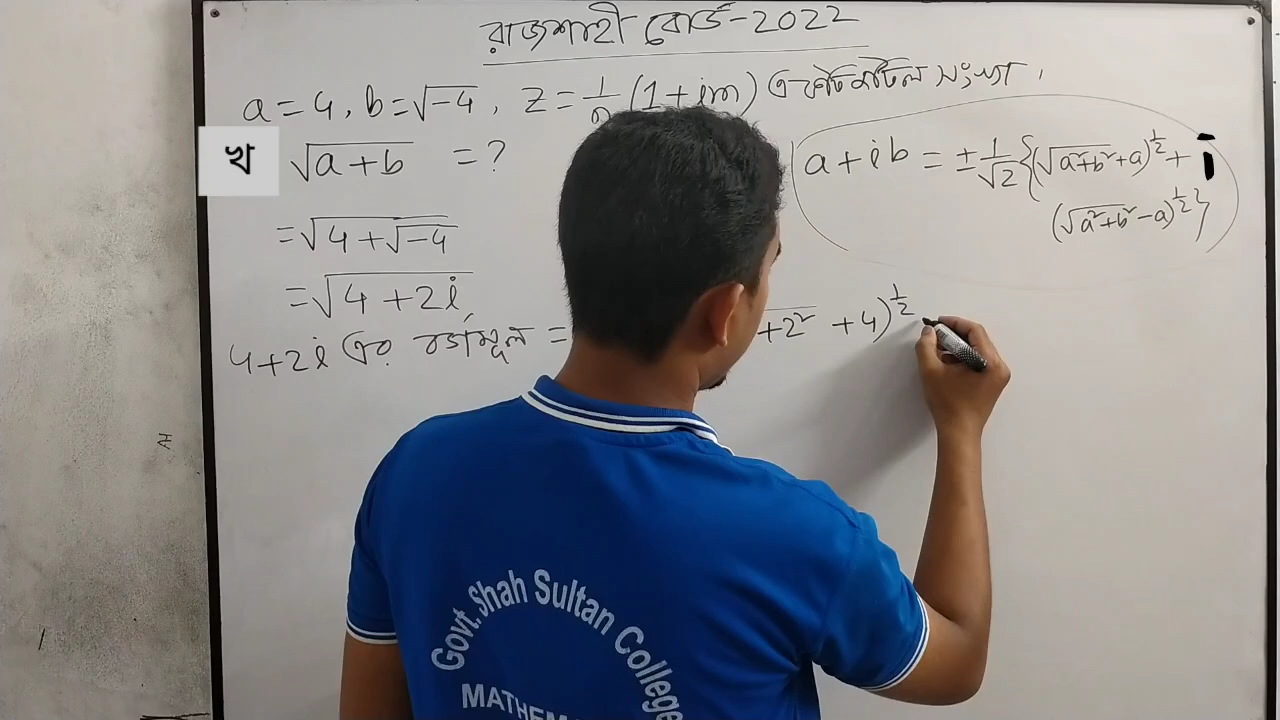 রাজশাহী বোর্ড-2022
a = 4, b = √-4, z = 1/n (1 + im) একটি জটিল সংখ্যা।
খ √a+b = ?
= √4+√-4
= √4+2i
4+2i এর বর্গমূল =
+2² +4)^½
a+ib = ±1/√2 {(√a²+b²+a)^½ + i
(√a²+b²-a)^½}
Govt. Shah Sultan College
MATHEM